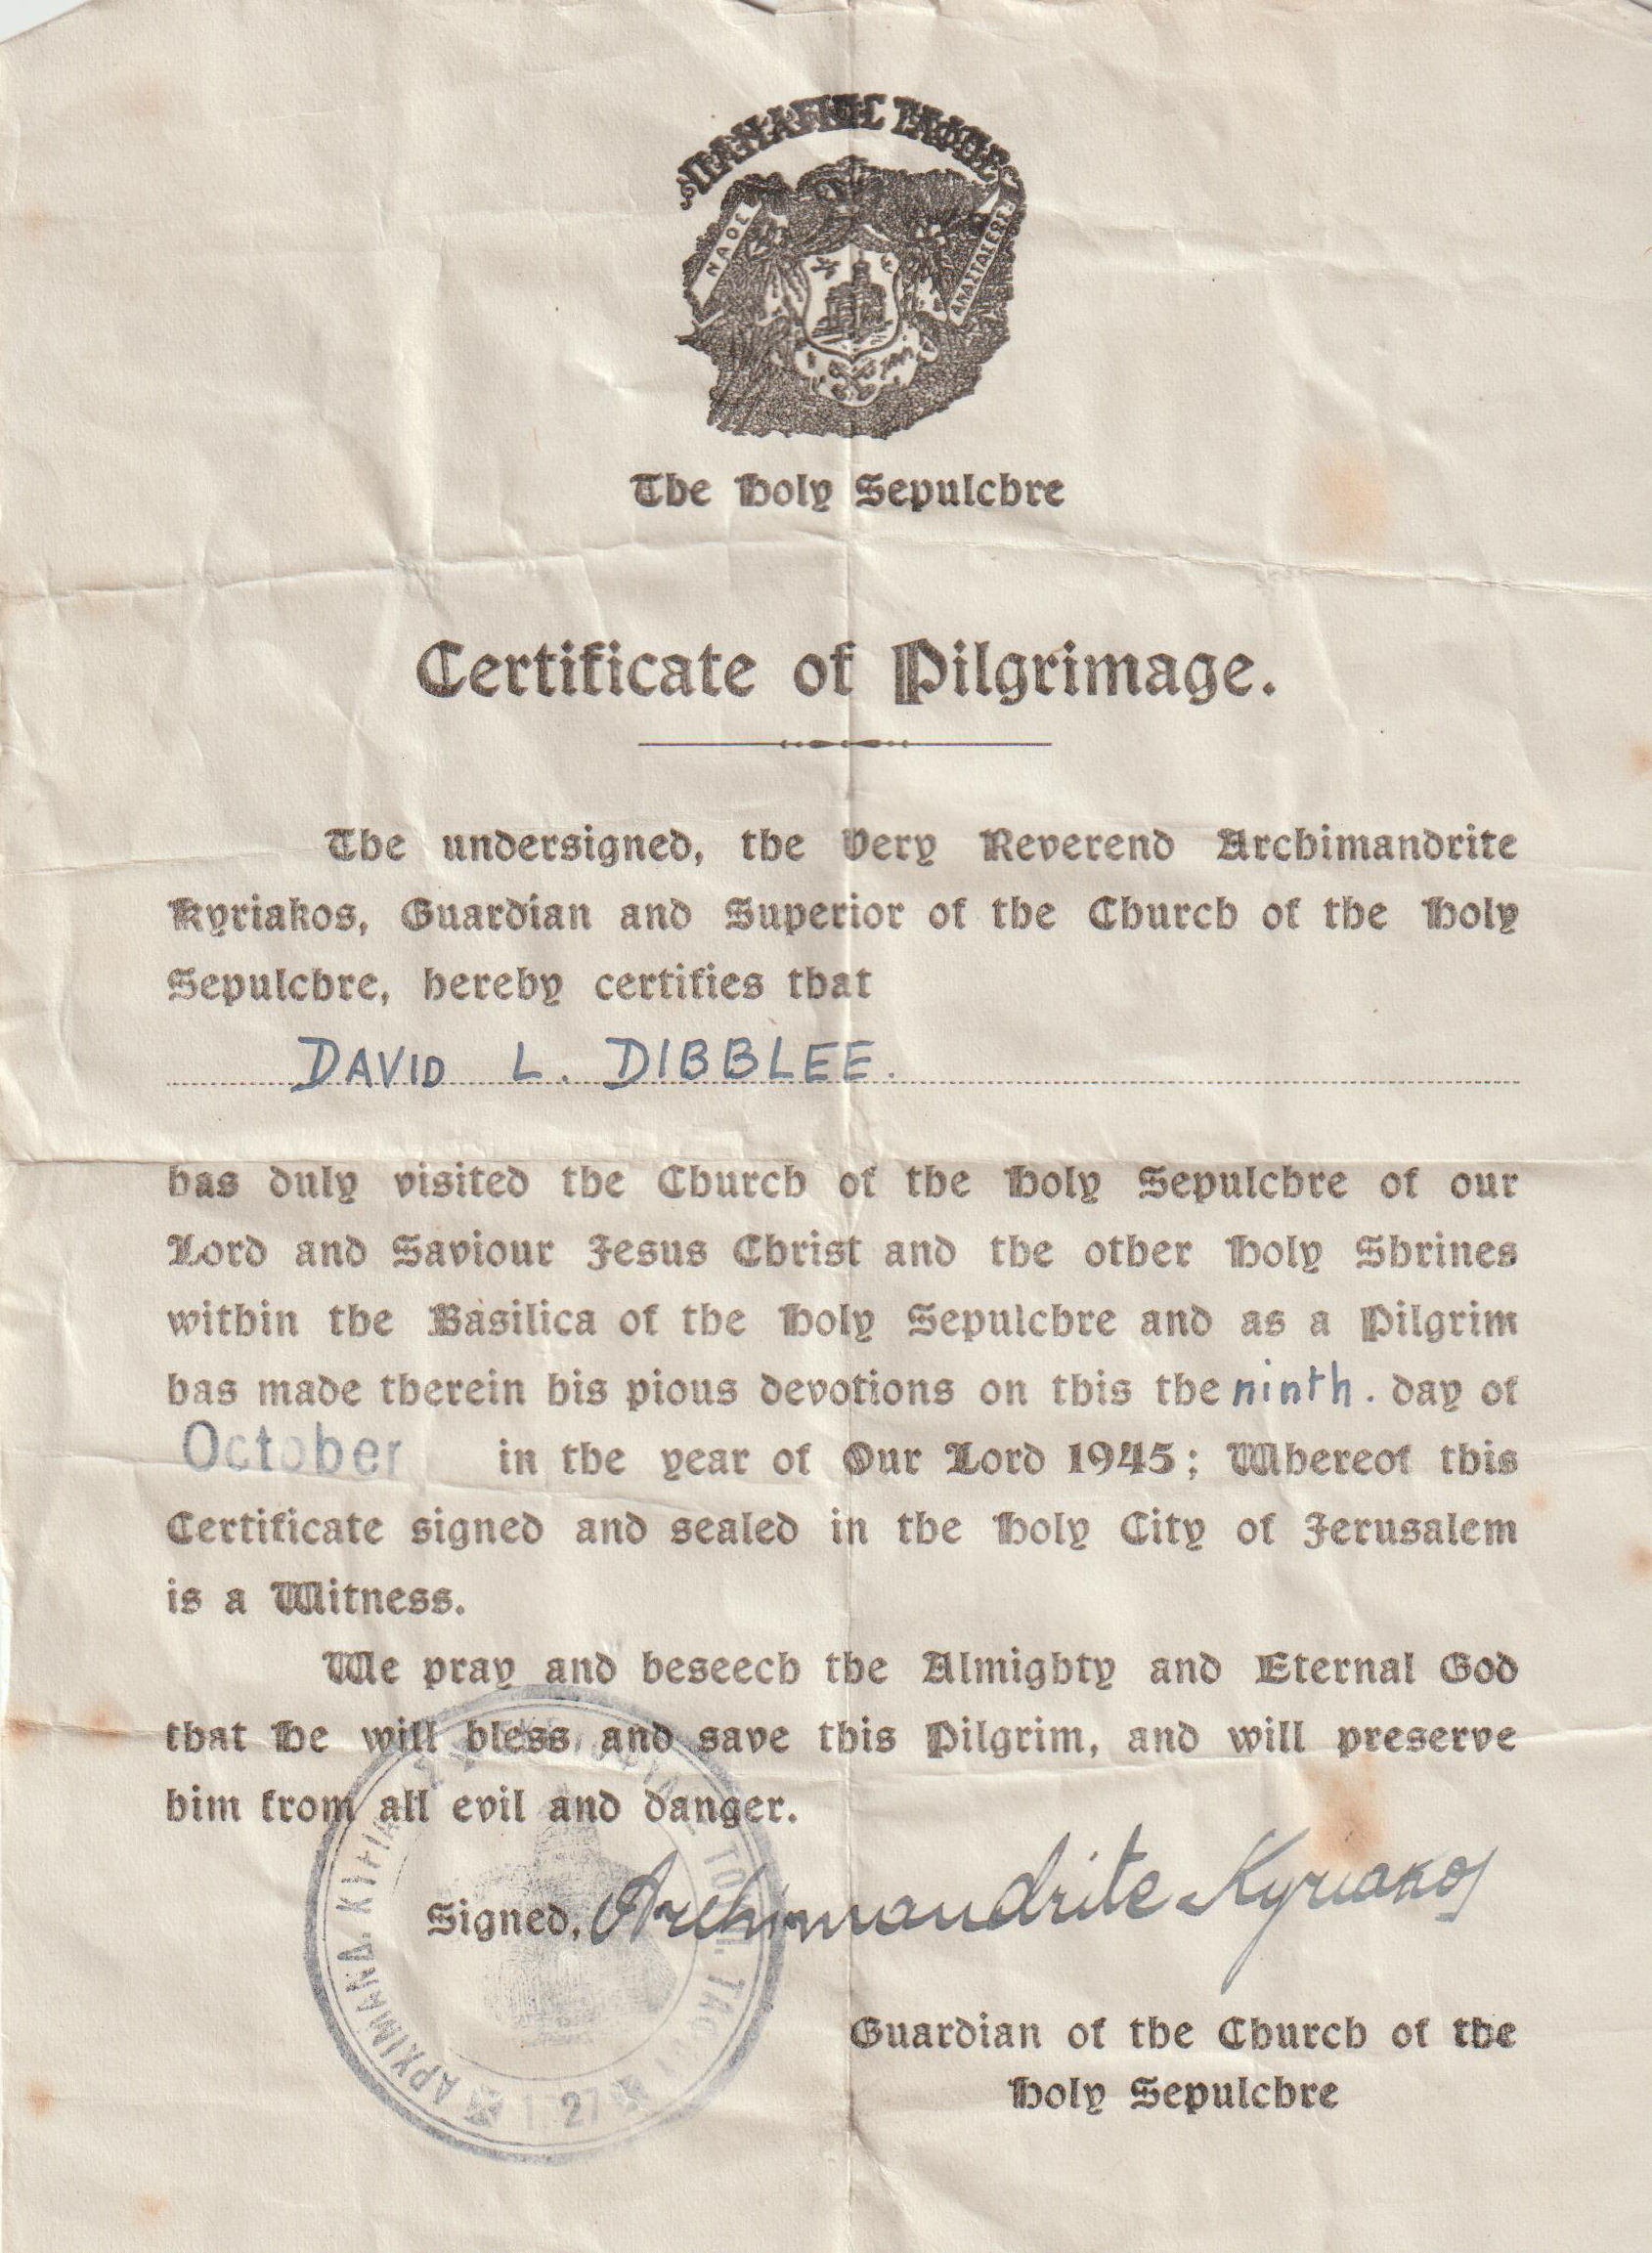 ΠΑΝΑΓΙΟΣ ΤΑΦΟΣ
ΝΑΟΣ
ΑΝΑΣΤΑΣΕΩΣ
The Holy Sepulchre
Certificate of Pilgrimage.
The undersigned, the Very Reverend Archimandrite
Kyriakos, Guardian and Superior of the Church of the Holy
Sepulchre, hereby certifies that
DAVID L. DIBBLEE.
has duly visited the Church of the Holy Sepulchre of our
Lord and Saviour Jesus Christ and the other Holy Shrines
within the Basilica of the Holy Sepulchre and as a Pilgrim
has made therein his pious devotions on this the ninth. day of
October in the year of Our Lord 1945; Whereof this
Certificate signed and sealed in the Holy City of Jerusalem
is a Witness.
We pray and beseech the Almighty and Eternal God
that He will bless and save this Pilgrim, and will preserve
him from all evil and danger.
Signed, Archimandrite Kyriakos
Guardian of the Church of the
Holy Sepulchre
ΑΡΧΙΜΑΝΔ.